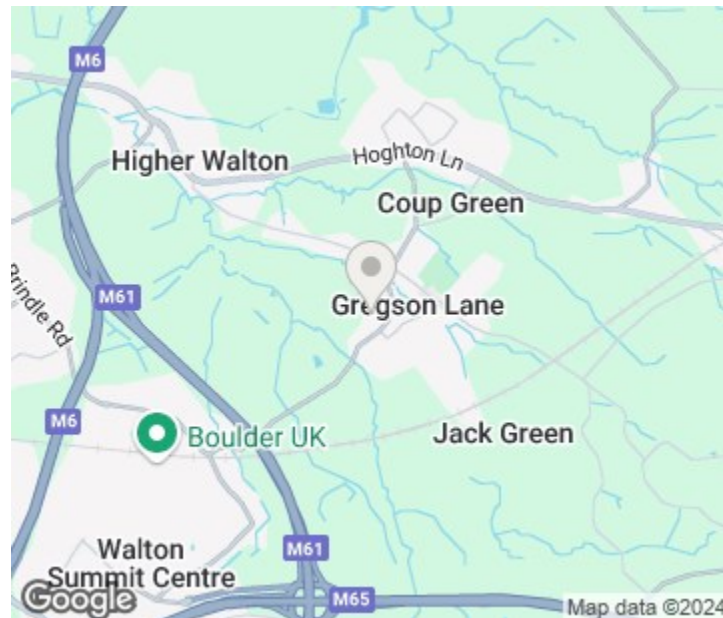 M6
Higher Walton
Hoghton Ln
Coup Green
M61
Brindle Rd
Gregson Lane
M6
Boulder UK
Jack Green
Walton
Summit Centre
M61
M65
Google
Map data ©2024